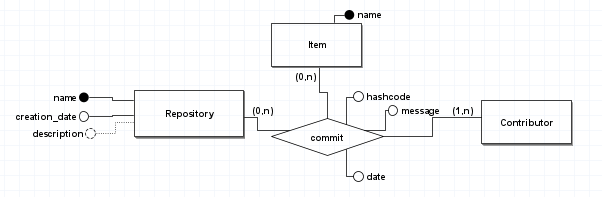 name
Item
(0,n)
hashcode
name
message
creation_date
Repository
(0,n)
(1,n)
Contributor
description
commit
date